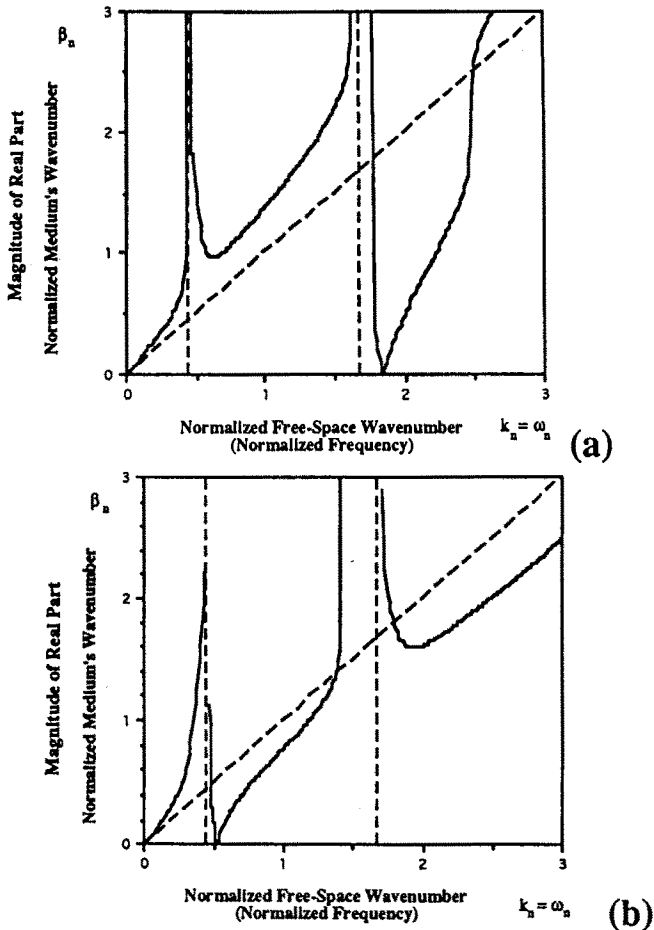 β_n
3
2
1
0
Magnitude of Real Part
Normalized Medium's Wavenumber
0
1
2
3
Normalized Free-Space Wavenumber
(Normalized Frequency)
k_n = ω_n
(a)
β_n
3
2
1
0
Magnitude of Real Part
Normalized Medium's Wavenumber
0
1
2
3
Normalized Free-Space Wavenumber
(Normalized Frequency)
k_n = ω_n
(b)